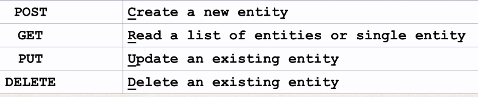 POST Create a new entity
GET Read a list of entities or single entity
PUT Update an existing entity
DELETE Delete an existing entity